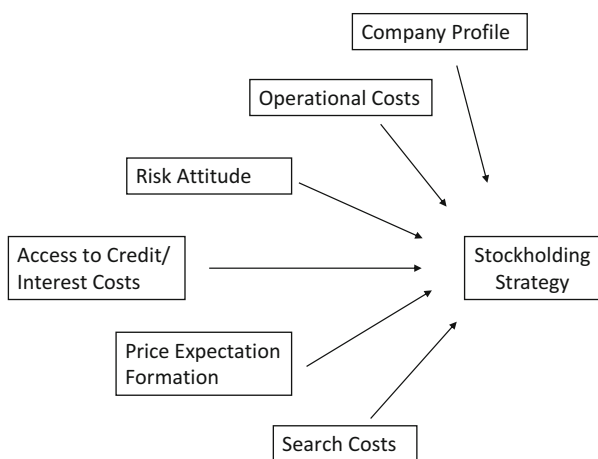 Company Profile
Operational Costs
Risk Attitude
Access to Credit/
Interest Costs
Stockholding
Strategy
Price Expectation
Formation
Search Costs